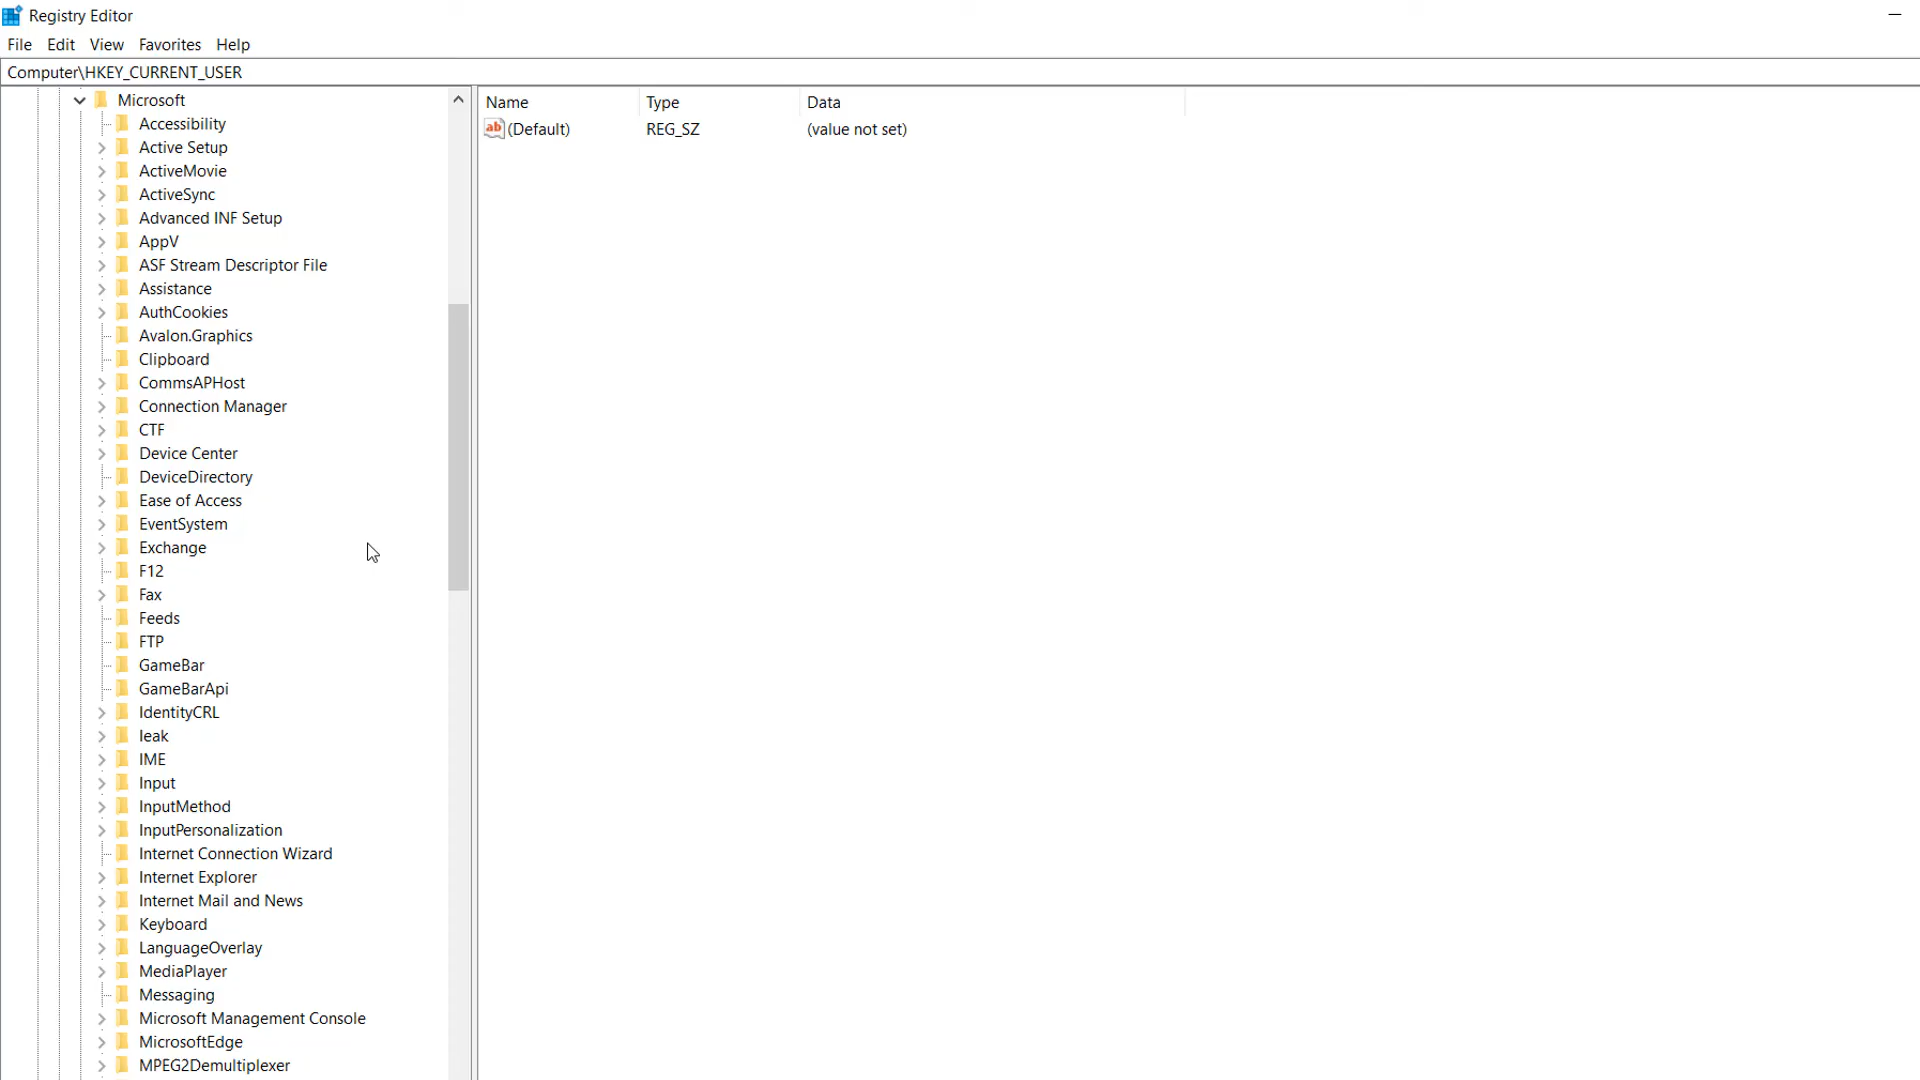 Registry Editor
File Edit View Favorites Help
Computer\HKEY_CURRENT_USER
Microsoft
Accessibility
Active Setup
ActiveMovie
ActiveSync
Advanced INF Setup
AppV
ASF Stream Descriptor File
Assistance
AuthCookies
Avalon.Graphics
Clipboard
CommsAPHost
Connection Manager
CTF
Device Center
DeviceDirectory
Ease of Access
EventSystem
Exchange
F12
Fax
Feeds
FTP
GameBar
GameBarApi
IdentityCRL
Ieak
IME
Input
InputMethod
InputPersonalization
Internet Connection Wizard
Internet Explorer
Internet Mail and News
Keyboard
LanguageOverlay
MediaPlayer
Messaging
Microsoft Management Console
MicrosoftEdge
MPEG2Demultiplexer
Name Type Data
ab (Default) REG_SZ (value not set)